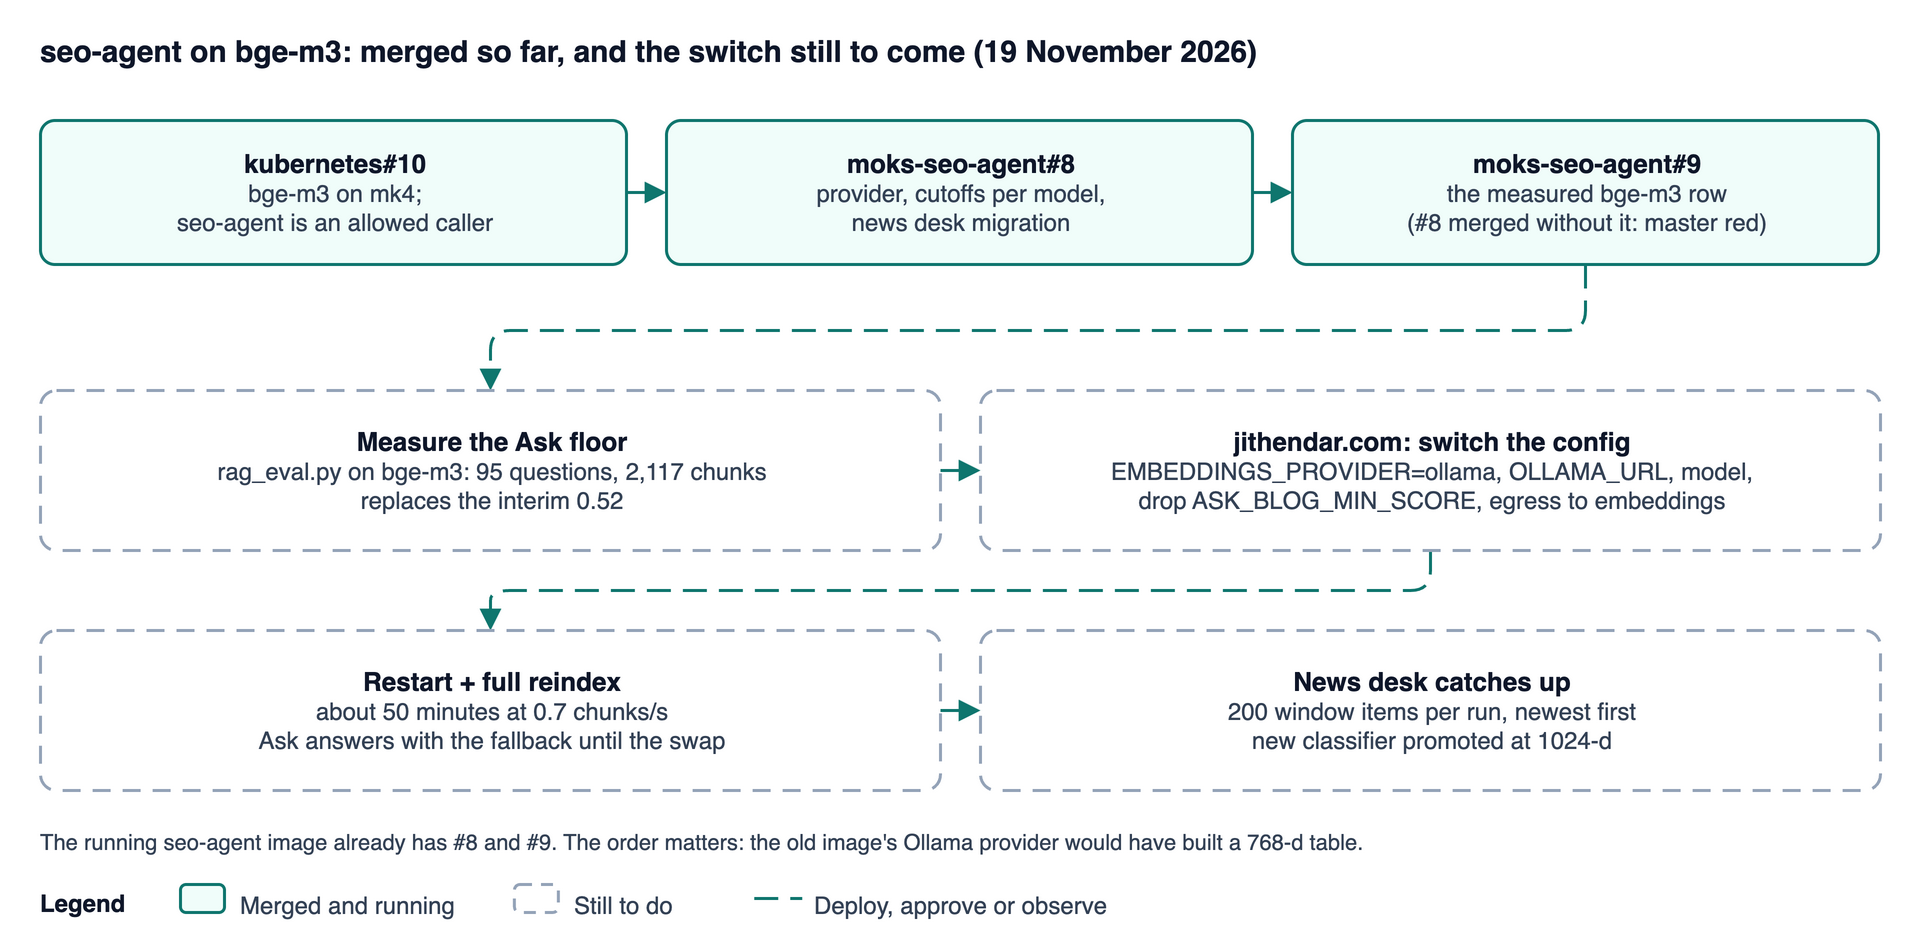 seo-agent on bge-m3: merged so far, and the switch still to come (19 November 2026)
kubernetes#10
bge-m3 on mk4;
seo-agent is an allowed caller
moks-seo-agent#8
provider, cutoffs per model,
news desk migration
moks-seo-agent#9
the measured bge-m3 row
(#8 merged without it: master red)
Measure the Ask floor
rag_eval.py on bge-m3: 95 questions, 2,117 chunks
replaces the interim 0.52
jithendar.com: switch the config
EMBEDDINGS_PROVIDER=ollama, OLLAMA_URL, model,
drop ASK_BLOG_MIN_SCORE, egress to embeddings
Restart + full reindex
about 50 minutes at 0.7 chunks/s
Ask answers with the fallback until the swap
News desk catches up
200 window items per run, newest first
new classifier promoted at 1024-d
The running seo-agent image already has #8 and #9. The order matters: the old image's Ollama provider would have built a 768-d table.
Legend
Merged and running
Still to do
Deploy, approve or observe